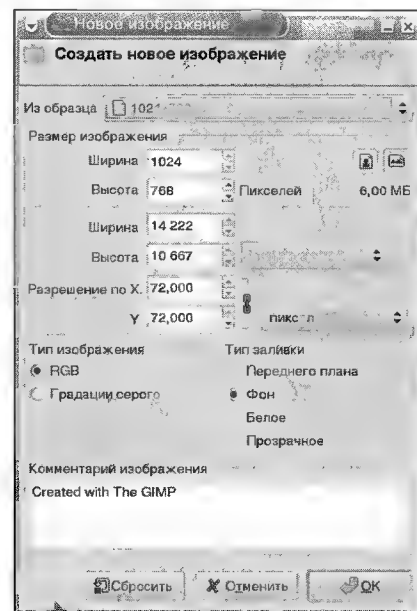 Новое изображение
Создать новое изображение
Из образца 102
Размер изображения
Ширина 1024
Высота 768 Пикселей 6,00 МБ
Ширина 14 222
Высота 10 667
Разрешение по X. 72,000
Y 72,000
Тип изображения Тип заливки
RGB Переднего плана
Градации серого Фон
Белое
Прозрачное
Комментарий изображения
Created with The GIMP
Сбросить Отменить OK